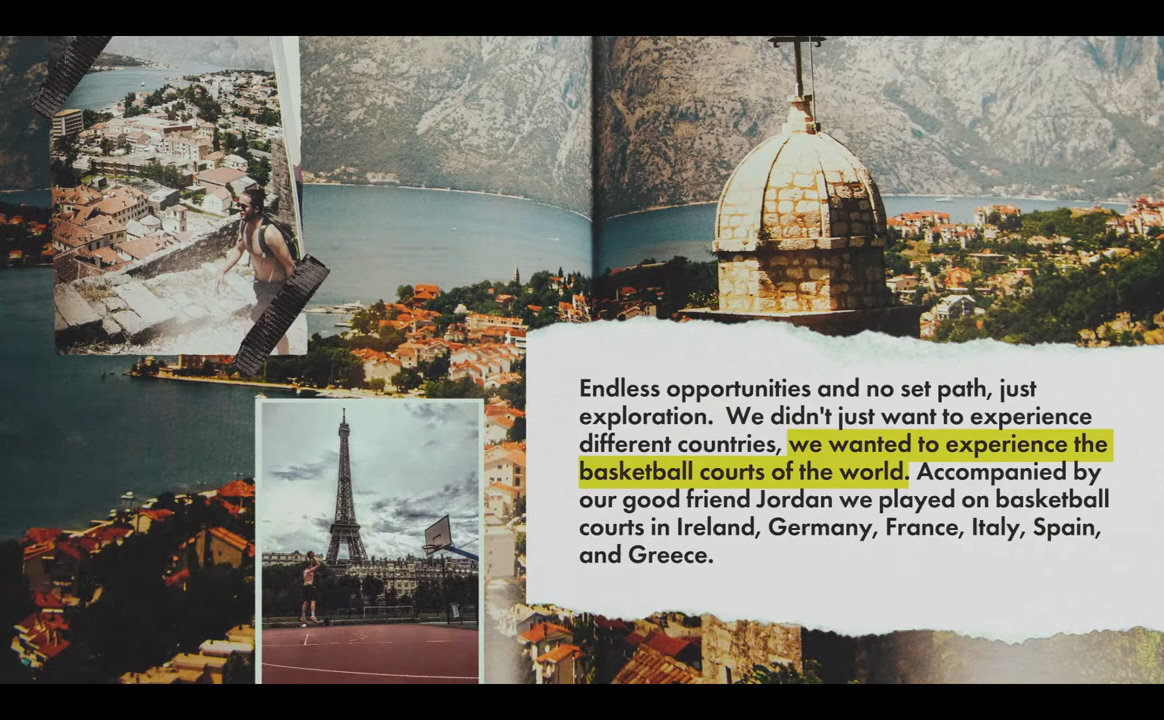 Endless opportunities and no set path, just
exploration.  We didn't just want to experience
different countries, we wanted to experience the
basketball courts of the world. Accompanied by
our good friend Jordan we played on basketball
courts in Ireland, Germany, France, Italy, Spain,
and Greece.